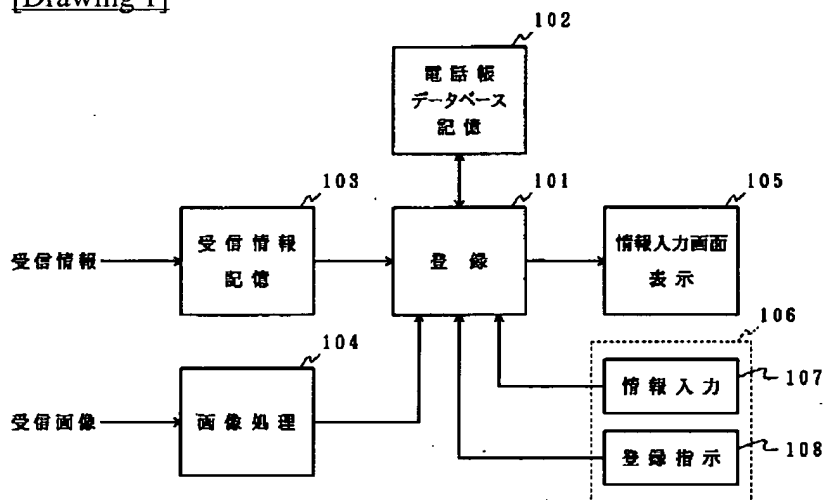 [Drawing 1]
102
電話帳
データベース
記憶
103
101
105
受信情報
受信情報
記憶
登録
情報入力画面
表示
106
104
情報入力
107
受信画像
画像処理
登録指示
108